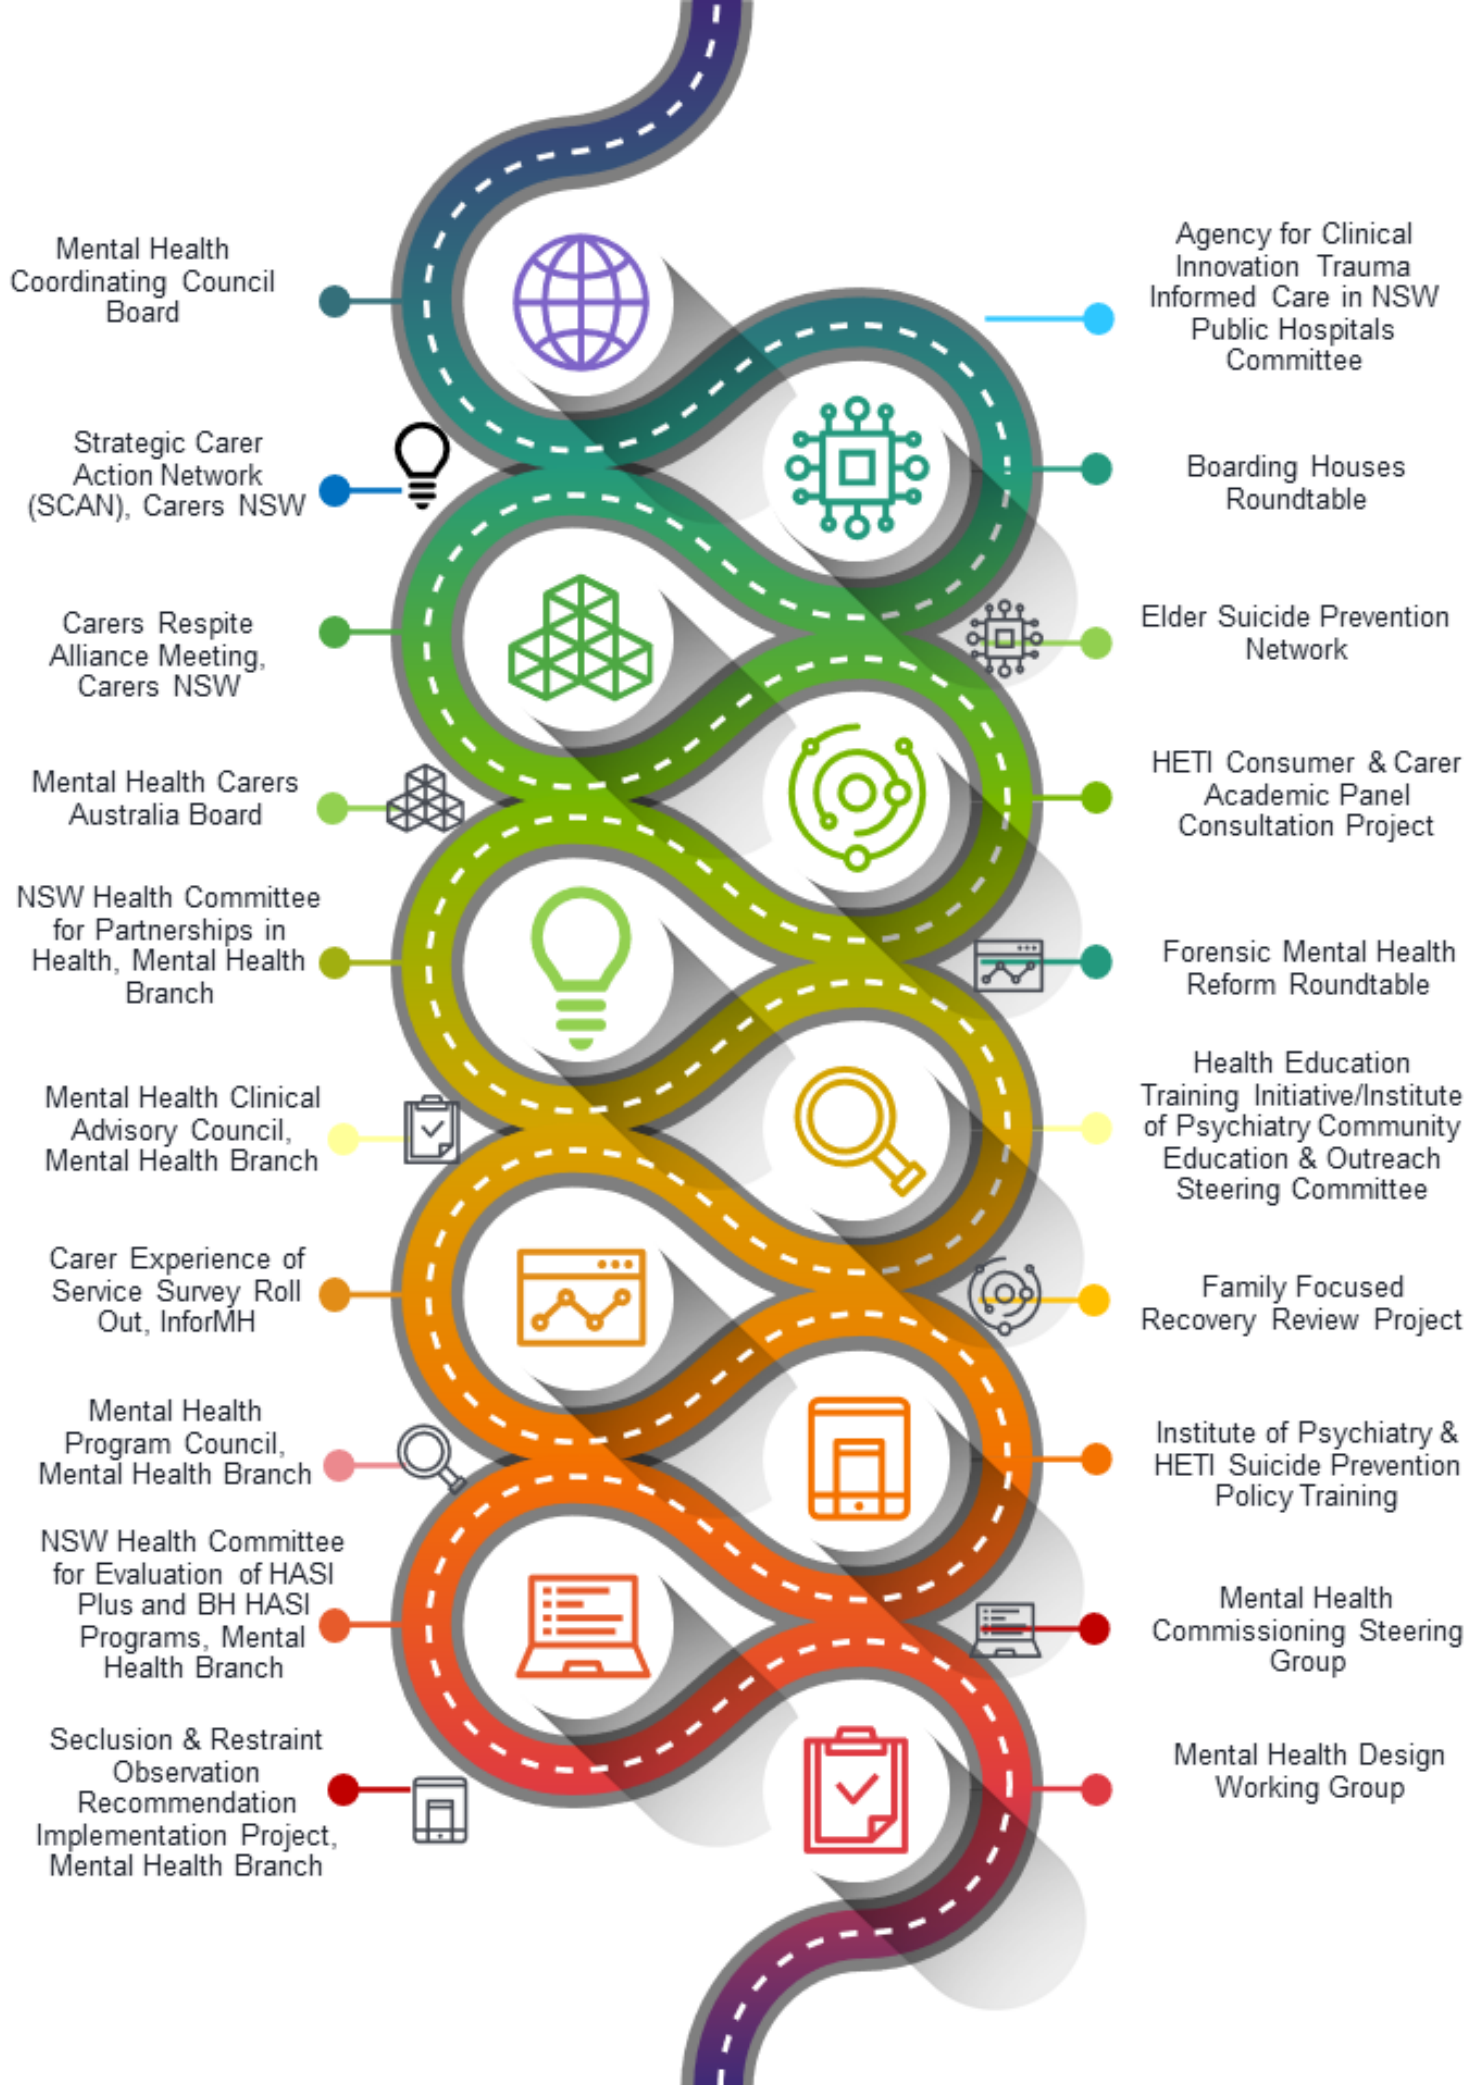 Mental Health
Coordinating Council
Board
Strategic Carer
Action Network
(SCAN), Carers NSW
Carers Respite
Alliance Meeting,
Carers NSW
Mental Health Carers
Australia Board
NSW Health Committee
for Partnerships in
Health, Mental Health
Branch
Mental Health Clinical
Advisory Council,
Mental Health Branch
Carer Experience of
Service Survey Roll
Out, InforMH
Mental Health
Program Council,
Mental Health Branch
NSW Health Committee
for Evaluation of HASI
Plus and BH HASI
Programs, Mental
Health Branch
Seclusion & Restraint
Observation
Recommendation
Implementation Project,
Mental Health Branch
Agency for Clinical
Innovation Trauma
Informed Care in NSW
Public Hospitals
Committee
Boarding Houses
Roundtable
Elder Suicide Prevention
Network
HETI Consumer & Carer
Academic Panel
Consultation Project
Forensic Mental Health
Reform Roundtable
Health Education
Training Initiative/Institute
of Psychiatry Community
Education & Outreach
Steering Committee
Family Focused
Recovery Review Project
Institute of Psychiatry &
HETI Suicide Prevention
Policy Training
Mental Health
Commissioning Steering
Group
Mental Health Design
Working Group